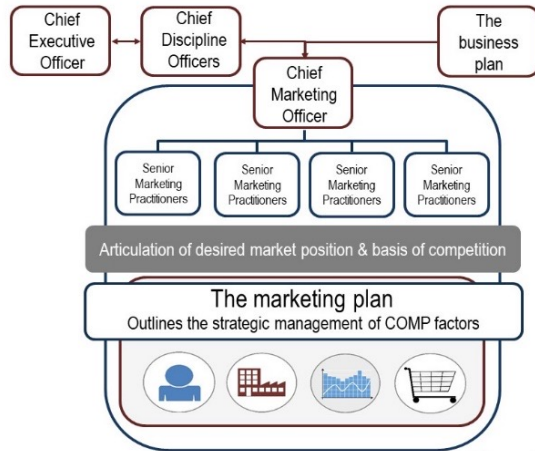 Chief
Executive
Officer
Chief
Discipline
Officers
The
business
plan
Chief
Marketing
Officer
Senior
Marketing
Practitioners
Senior
Marketing
Practitioners
Senior
Marketing
Practitioners
Senior
Marketing
Practitioners
Articulation of desired market position & basis of competition
The marketing plan
Outlines the strategic management of COMP factors